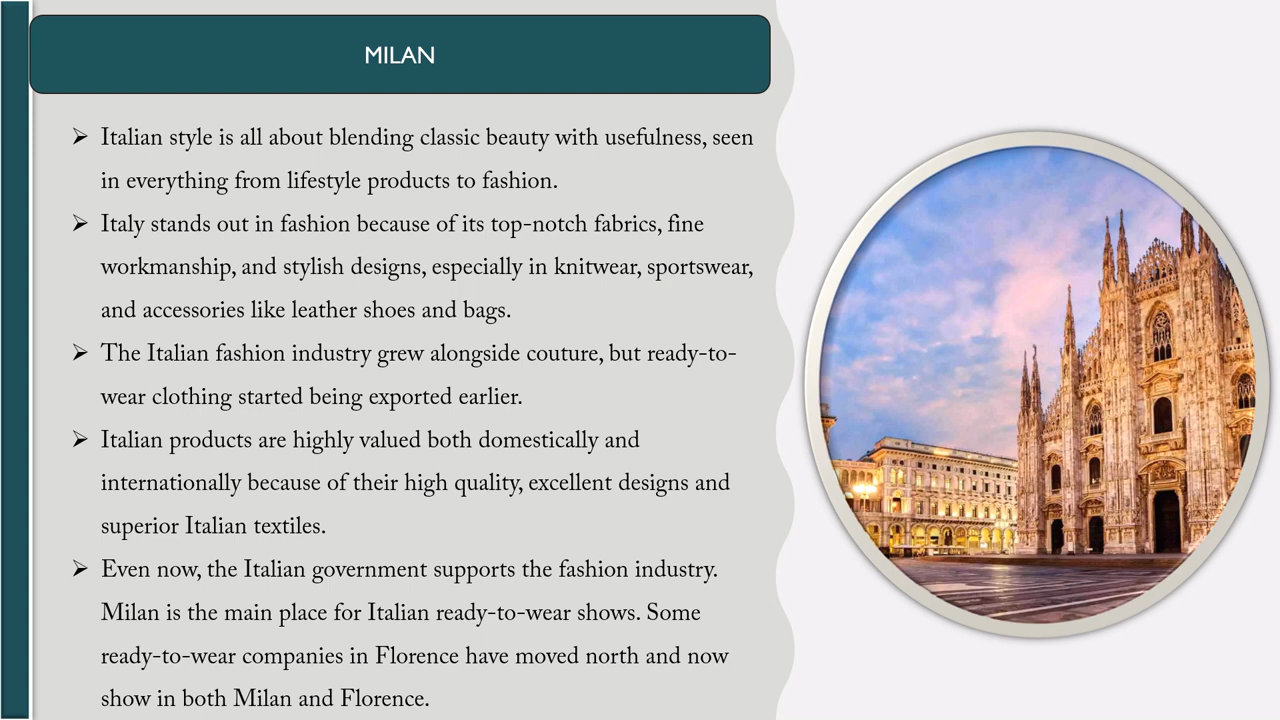 MILAN
➢ Italian style is all about blending classic beauty with usefulness, seen
in everything from lifestyle products to fashion.
➢ Italy stands out in fashion because of its top-notch fabrics, fine
workmanship, and stylish designs, especially in knitwear, sportswear,
and accessories like leather shoes and bags.
➢ The Italian fashion industry grew alongside couture, but ready-to-
wear clothing started being exported earlier.
➢ Italian products are highly valued both domestically and
internationally because of their high quality, excellent designs and
superior Italian textiles.
➢ Even now, the Italian government supports the fashion industry.
Milan is the main place for Italian ready-to-wear shows. Some
ready-to-wear companies in Florence have moved north and now
show in both Milan and Florence.